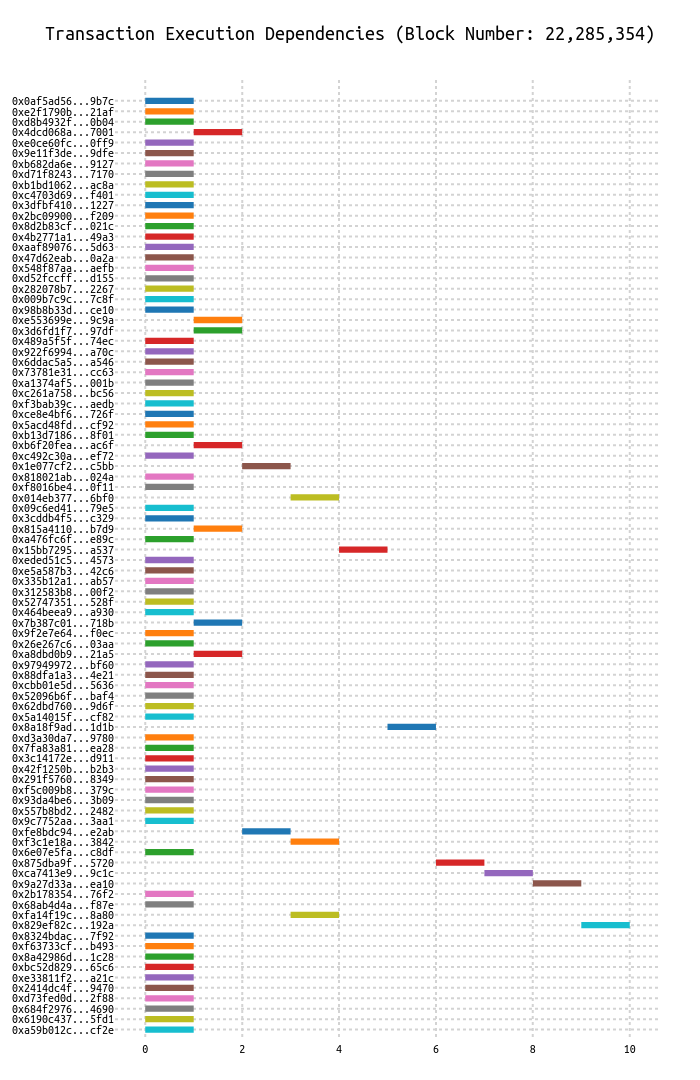 Transaction Execution Dependencies (Block Number: 22,285,354)
0x0af5ad56...9b7c
0xe2f1790b...21af
0xd8b4932f...0b04
0x4dcd068a...7001
0xe0ce60fc...0ff9
0x9e11f3de...9dfe
0xb682da6e...9127
0xd71f8243...7170
0xb1bd1062...ac8a
0xc4703d69...f401
0x3dfbf410...1227
0x2bc09900...f209
0x8d2b83cf...021c
0x4b2771a1...49a3
0xaaf89076...5d63
0x47d62eab...0a2a
0x548f87aa...aefb
0xd52fccff...d155
0x282078b7...2267
0x009b7c9c...7c8f
0x98b8b33d...ce10
0xe553699e...9c9a
0x3d6fd1f7...97df
0x489a5f5f...74ec
0x922f6994...a70c
0x6ddac5a5...a546
0x73781e31...cc63
0xa1374af5...001b
0xc261a758...bc56
0xf3bab39c...aedb
0xce8e4bf6...726f
0x5acd48fd...cf92
0xb13d7186...8f01
0xb6f20fea...ac6f
0xc492c30a...ef72
0x1e077cf2...c5bb
0x818021ab...024a
0xf8016be4...0f11
0x014eb377...6bf0
0x09c6ed41...79e5
0x3cddb4f5...c329
0x815a4110...b7d9
0xa476fc6f...e89c
0x15bb7295...a537
0xeded51c5...4573
0xe5a587b3...42c6
0x335b12a1...ab57
0x312583b8...00f2
0x52747351...528f
0x464beea9...a930
0x7b387c01...718b
0x9f2e7e64...f0ec
0x26e267c6...03aa
0xa8dbd0b9...21a5
0x97949972...bf60
0x88dfa1a3...4e21
0xcbb01e5d...5636
0x52096b6f...baf4
0x62dbd760...9d6f
0x5a14015f...cf82
0x8a18f9ad...1d1b
0xd3a30da7...9780
0x7fa83a81...ea28
0x3c14172e...d911
0x42f1250b...b2b3
0x291f5760...8349
0xf5c009b8...379c
0x93da4be6...3b09
0x557b8bd2...2482
0x9c7752aa...3aa1
0xfe8bdc94...e2ab
0xf3c1e18a...3842
0x6e07e5fa...c8df
0x875dba9f...5720
0xca7413e9...9c1c
0x9a27d33a...ea10
0x2b178354...76f2
0x68ab4d4a...f87e
0xfa14f19c...8a80
0x829ef82c...192a
0x8324bdac...7f92
0xf63733cf...b493
0x8a42986d...1c28
0xbc52d829...65c6
0xe33811f2...a21c
0x2414dc4f...9470
0xd73fed0d...2f88
0x684f2976...4690
0x6190c437...5fd1
0xa59b012c...cf2e
0 2 4 6 8 10